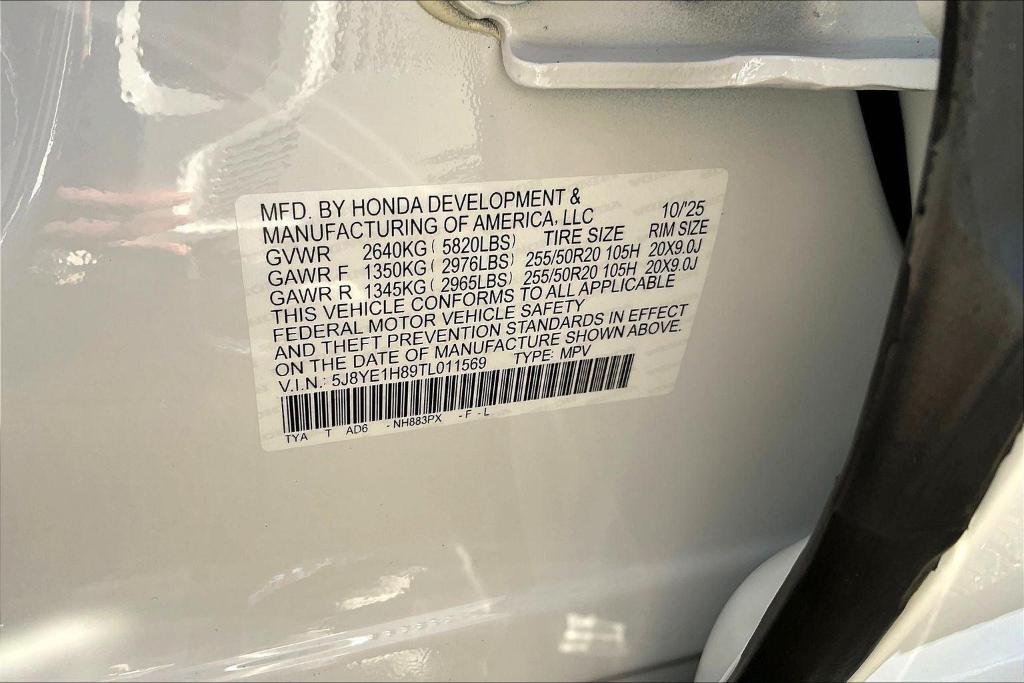 MFD. BY HONDA DEVELOPMENT &
MANUFACTURING OF AMERICA, LLC 10/'25
GVWR 2640KG ( 5820LBS) TIRE SIZE RIM SIZE
GAWR F 1350KG ( 2976LBS) 255/50R20 105H 20X9.0J
GAWR R 1345KG ( 2965LBS) 255/50R20 105H 20X9.0J
THIS VEHICLE CONFORMS TO ALL APPLICABLE
FEDERAL MOTOR VEHICLE SAFETY
AND THEFT PREVENTION STANDARDS IN EFFECT
ON THE DATE OF MANUFACTURE SHOWN ABOVE.
V.I.N.: 5J8YE1H89TL011569 TYPE: MPV
TYA T AD6 -NH883PX -F-L